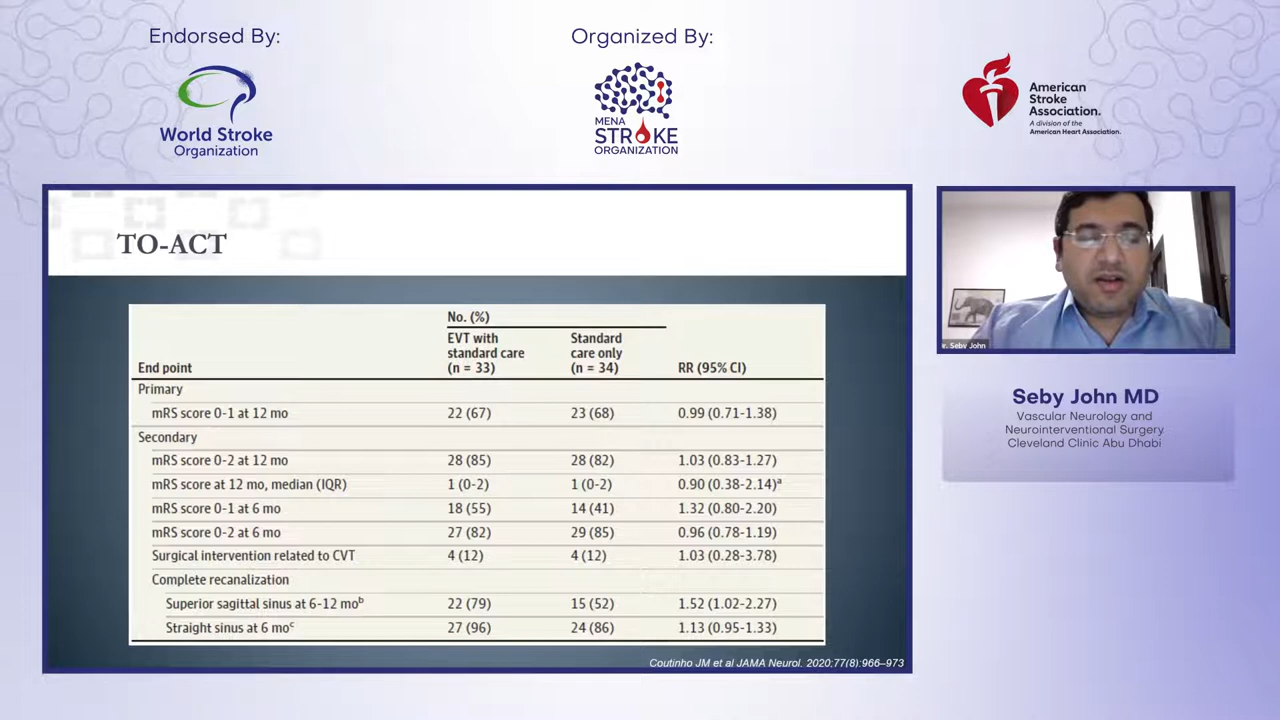 Endorsed By:
World Stroke
Organization
Organized By:
MENA
STROKE
ORGANIZATION
American
Stroke
Association.
A division of the
American Heart Association.
TO-ACT
No. (%)
End point
EVT with
standard care
(n = 33)
Standard
care only
(n = 34)
RR (95% CI)
Primary
mRS score 0-1 at 12 mo 22 (67) 23 (68) 0.99 (0.71-1.38)
Secondary
mRS score 0-2 at 12 mo 28 (85) 28 (82) 1.03 (0.83-1.27)
mRS score at 12 mo, median (IQR) 1 (0-2) 1 (0-2) 0.90 (0.38-2.14)a
mRS score 0-1 at 6 mo 18 (55) 14 (41) 1.32 (0.80-2.20)
mRS score 0-2 at 6 mo 27 (82) 29 (85) 0.96 (0.78-1.19)
Surgical intervention related to CVT 4 (12) 4 (12) 1.03 (0.28-3.78)
Complete recanalization
Superior sagittal sinus at 6-12 mob 22 (79) 15 (52) 1.52 (1.02-2.27)
Straight sinus at 6 moc 27 (96) 24 (86) 1.13 (0.95-1.33)
Coutinho JM et al JAMA Neurol. 2020;77(8):966–973
r. Seby John
Seby John MD
Vascular Neurology and
Neurointerventional Surgery
Cleveland Clinic Abu Dhabi